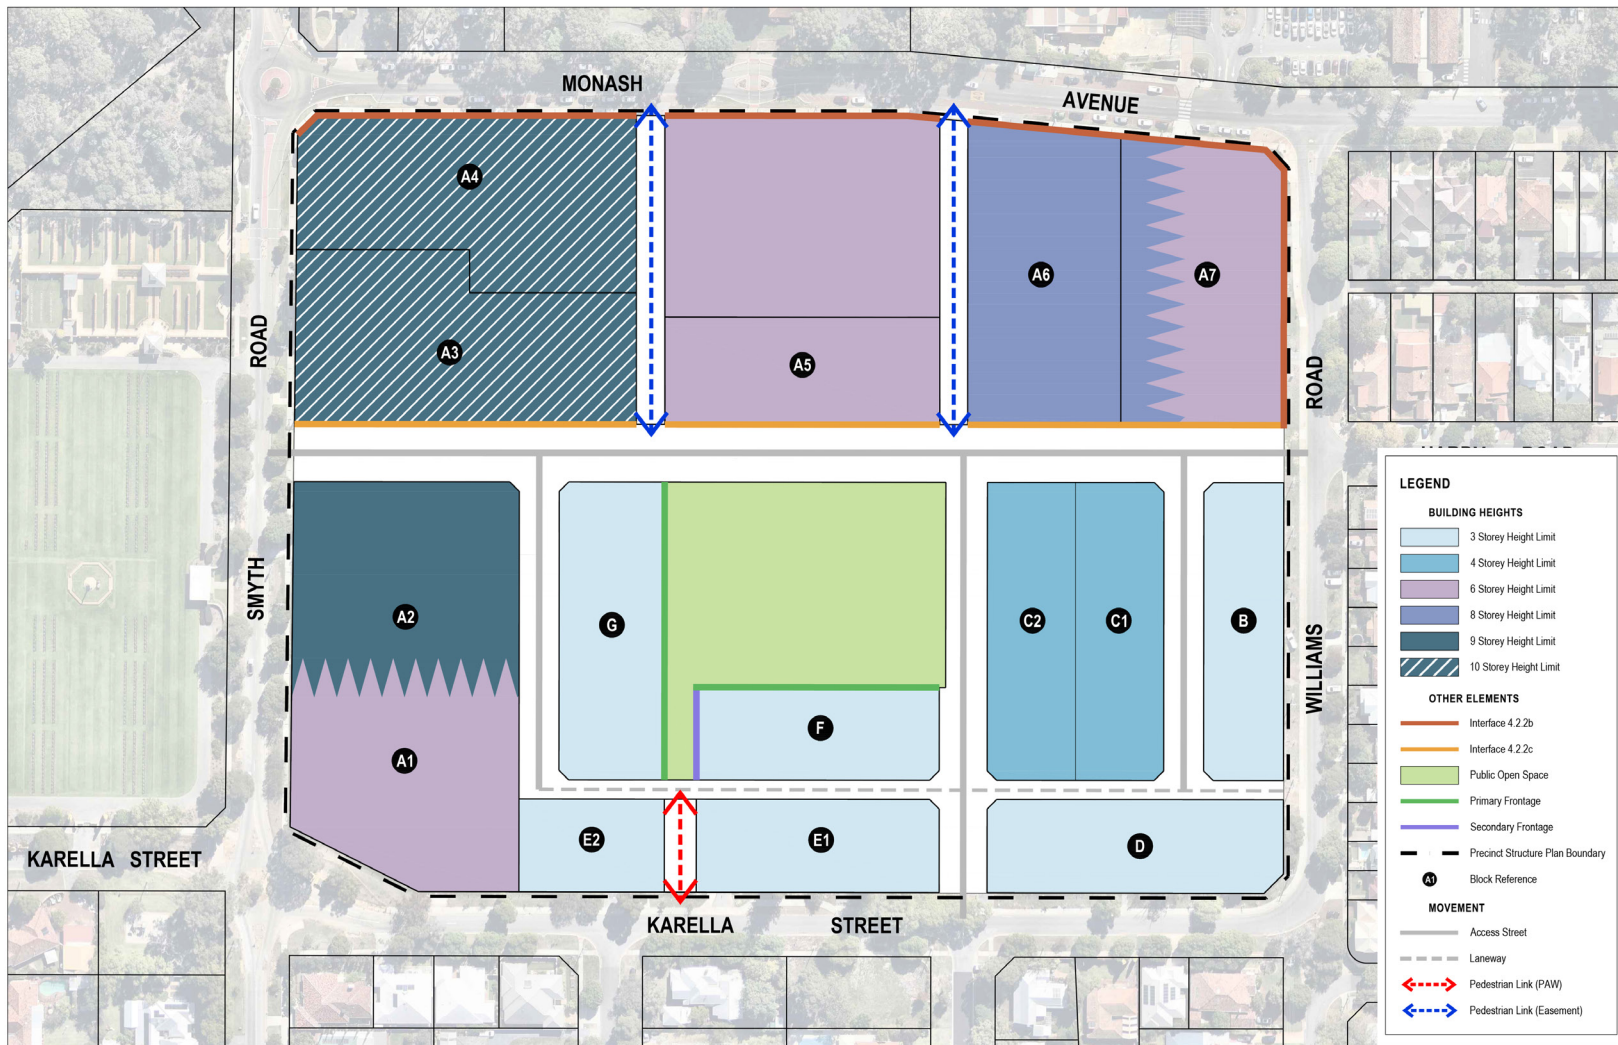 MONASH
AVENUE
A4
A3
A5
A6
A7
ROAD
ROAD
SMYTH
WILLIAMS
A2
A1
G
F
C2
C1
B
E2
E1
D
KARELLA STREET
KARELLA STREET
LEGEND
BUILDING HEIGHTS
3 Storey Height Limit
4 Storey Height Limit
6 Storey Height Limit
8 Storey Height Limit
9 Storey Height Limit
10 Storey Height Limit
OTHER ELEMENTS
Interface 4.2.2b
Interface 4.2.2c
Public Open Space
Primary Frontage
Secondary Frontage
Precinct Structure Plan Boundary
A1 Block Reference
MOVEMENT
Access Street
Laneway
Pedestrian Link (PAW)
Pedestrian Link (Easement)